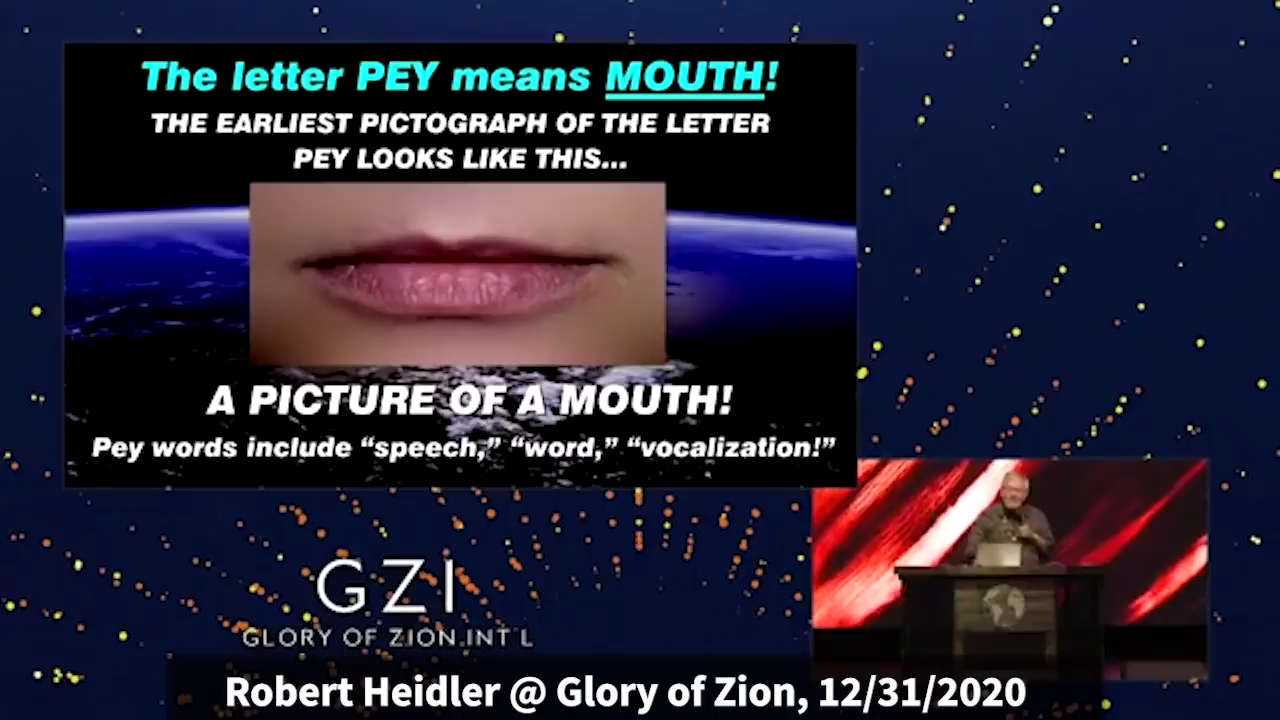 The letter PEY means MOUTH!
THE EARLIEST PICTOGRAPH OF THE LETTER
PEY LOOKS LIKE THIS...
A PICTURE OF A MOUTH!
Pey words include “speech,” “word,” “vocalization!”
GZI
GLORY OF ZION INT'L
Robert Heidler @ Glory of Zion, 12/31/2020